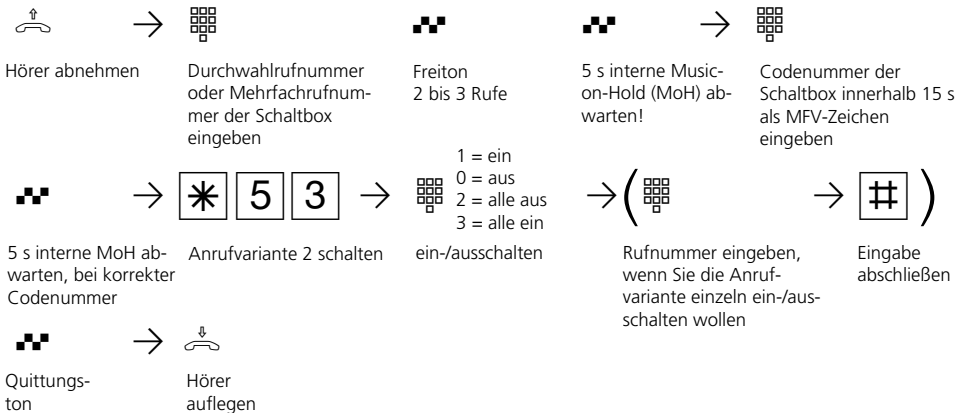 Hörer abnehmen
Durchwahlrufnummer
oder Mehrfachrufnum-
mer der Schaltbox
eingeben
Freiton
2 bis 3 Rufe
5 s interne Music-
on-Hold (MoH) ab-
warten!
Codenummer der
Schaltbox innerhalb 15 s
als MFV-Zeichen
eingeben
5 s interne MoH ab-
warten, bei korrekter
Codenummer
* 5 3
Anrufvariante 2 schalten
1 = ein
0 = aus
2 = alle aus
3 = alle ein
ein-/ausschalten
(
Rufnummer eingeben,
wenn Sie die Anruf-
variante einzeln ein-/aus-
schalten wollen
# )
Eingabe
abschließen
Quittungs-
ton
Hörer
auflegen